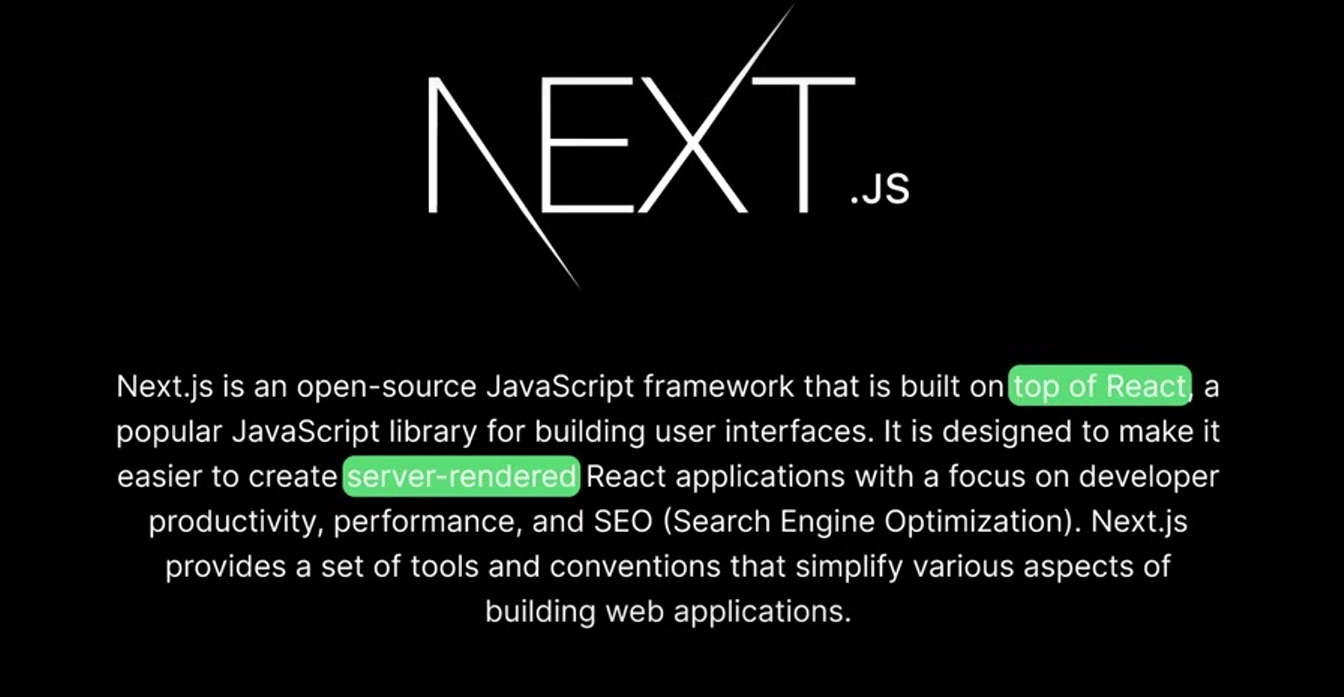 NEXT.JS
Next.js is an open-source JavaScript framework that is built on top of React, a
popular JavaScript library for building user interfaces. It is designed to make it
easier to create server-rendered React applications with a focus on developer
productivity, performance, and SEO (Search Engine Optimization). Next.js
provides a set of tools and conventions that simplify various aspects of
building web applications.